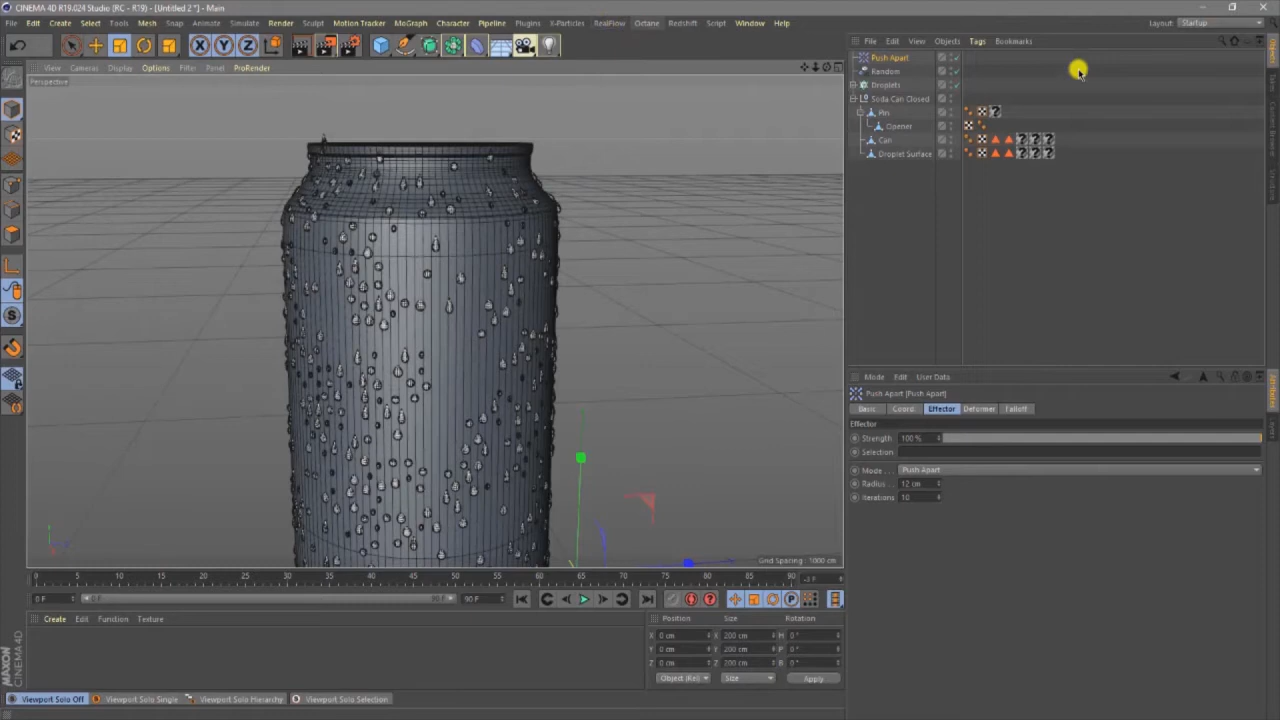 CINEMA 4D R19.024 Studio (RC - R19) - [Untitled 2 *] - Main
File Edit Create Select Tools Mesh Snap Animate Simulate Render Sculpt Motion Tracker MoGraph Character Pipeline Plugins X-Particles RealFlow Octane Redshift Script Window Help
Layout: Startup
File Edit View Objects Tags Bookmarks
View Cameras Display Options Filter Panel ProRender
Perspective
Push Apart
Random
Droplets
Soda Can Closed
Pin
Opener
Can
Droplet Surface
Mode Edit User Data
Push Apart [Push Apart]
Basic Coord. Effector Deformer Falloff
Effector
Strength 100 %
Selection
Mode . . . Push Apart
Radius . . 12 cm
Iterations 10
Grid Spacing : 1000 cm
0 5 10 15 20 25 30 35 40 45 50 55 60 65 70 75 80 85 90 -3 F
0 F 0 F 90 F 90 F
Create Edit Function Texture
Position Size Rotation
X 0 cm X 200 cm H 0 °
Y 0 cm Y 200 cm P 0 °
Z 0 cm Z 200 cm B 0 °
Object (Rel) Size Apply
MAXON CINEMA4D
Viewport Solo Off Viewport Solo Single Viewport Solo Hierarchy Viewport Solo Selection